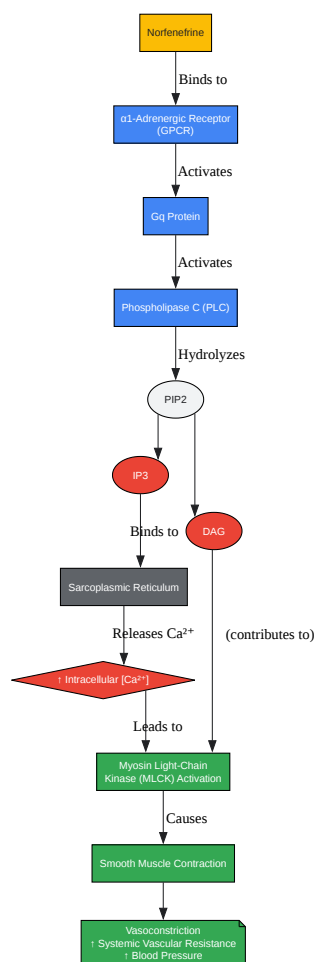 Norfenefrine
Binds to
α1-Adrenergic Receptor
(GPCR)
Activates
Gq Protein
Activates
Phospholipase C (PLC)
Hydrolyzes
PIP2
IP3
Binds to
DAG
Sarcoplasmic Reticulum
Releases Ca²⁺
(contributes to)
↑ Intracellular [Ca²⁺]
Leads to
Myosin Light-Chain
Kinase (MLCK) Activation
Causes
Smooth Muscle Contraction
Vasoconstriction
↑ Systemic Vascular Resistance
↑ Blood Pressure